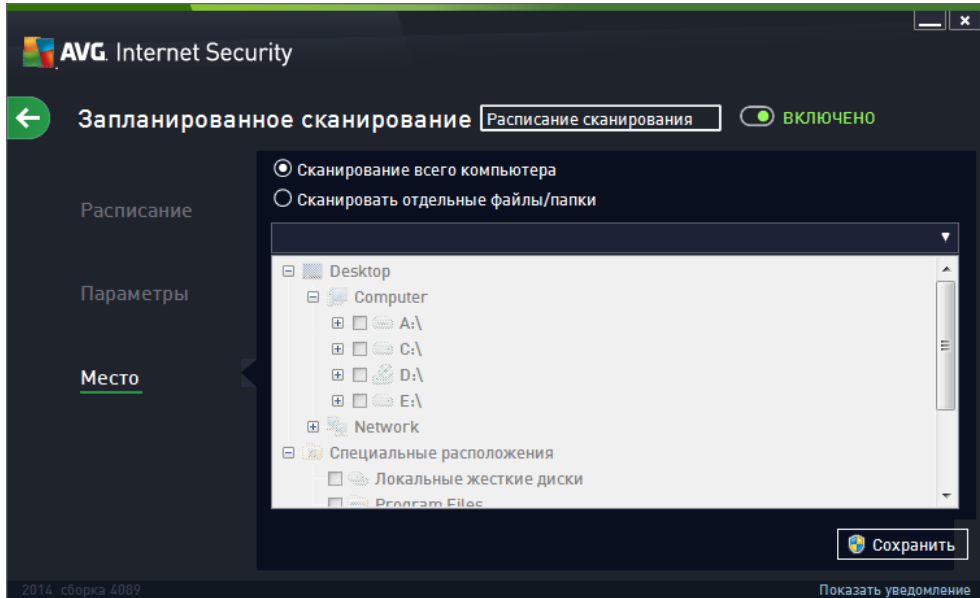 AVG. Internet Security
Запланированное сканирование
Расписание сканирования
ВКЛЮЧЕНО
Расписание
Параметры
Место
Сканирование всего компьютера
Сканировать отдельные файлы/папки
Desktop
Computer
A:\
C:\
D:\
E:\
Network
Специальные расположения
Локальные жесткие диски
Program Files
Сохранить
2014 сборка 4089
Показать уведомление